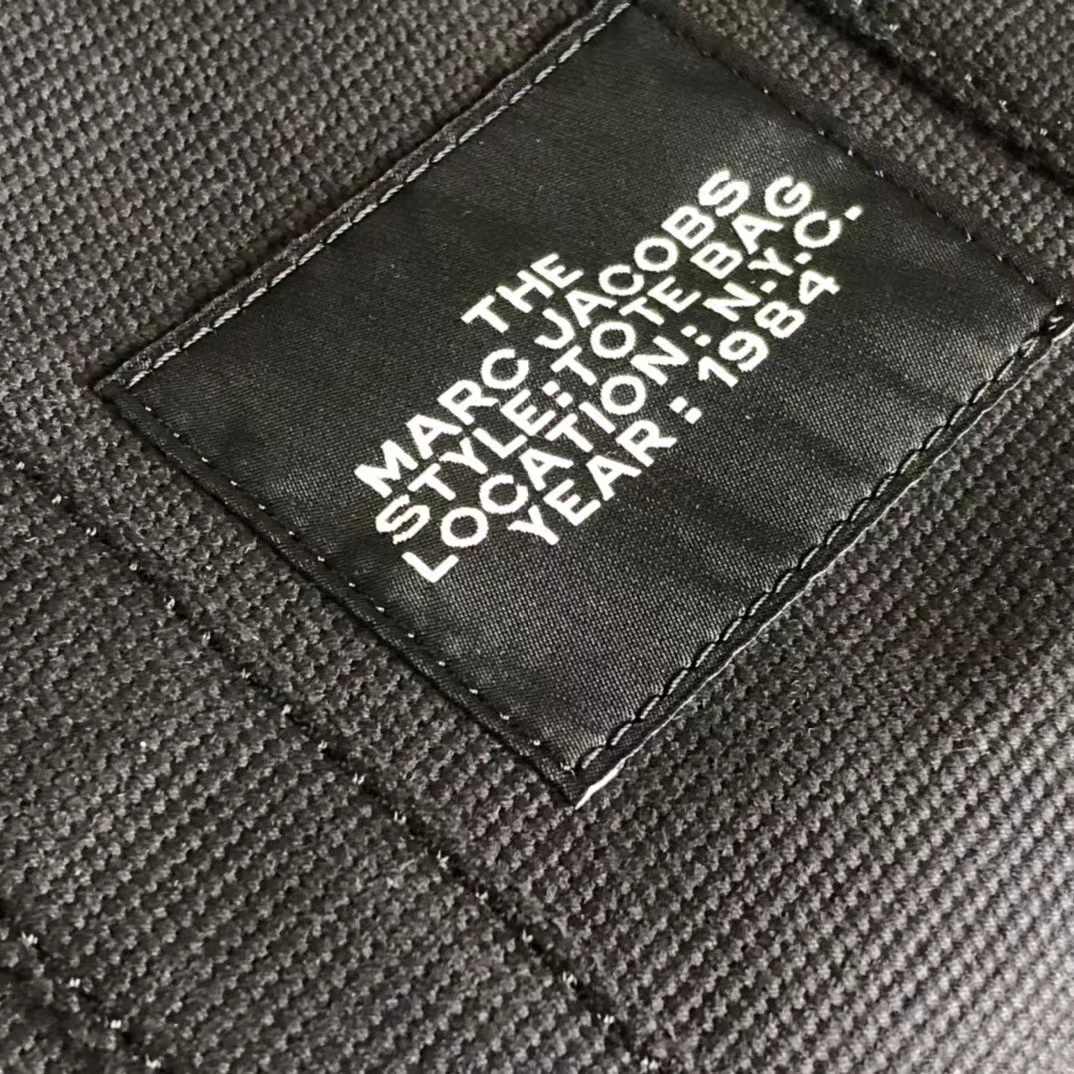 THE
MARC JACOBS
STYLE::TOTE BAG
LOCATION:: N.Y.C.
YEAR :: 1984